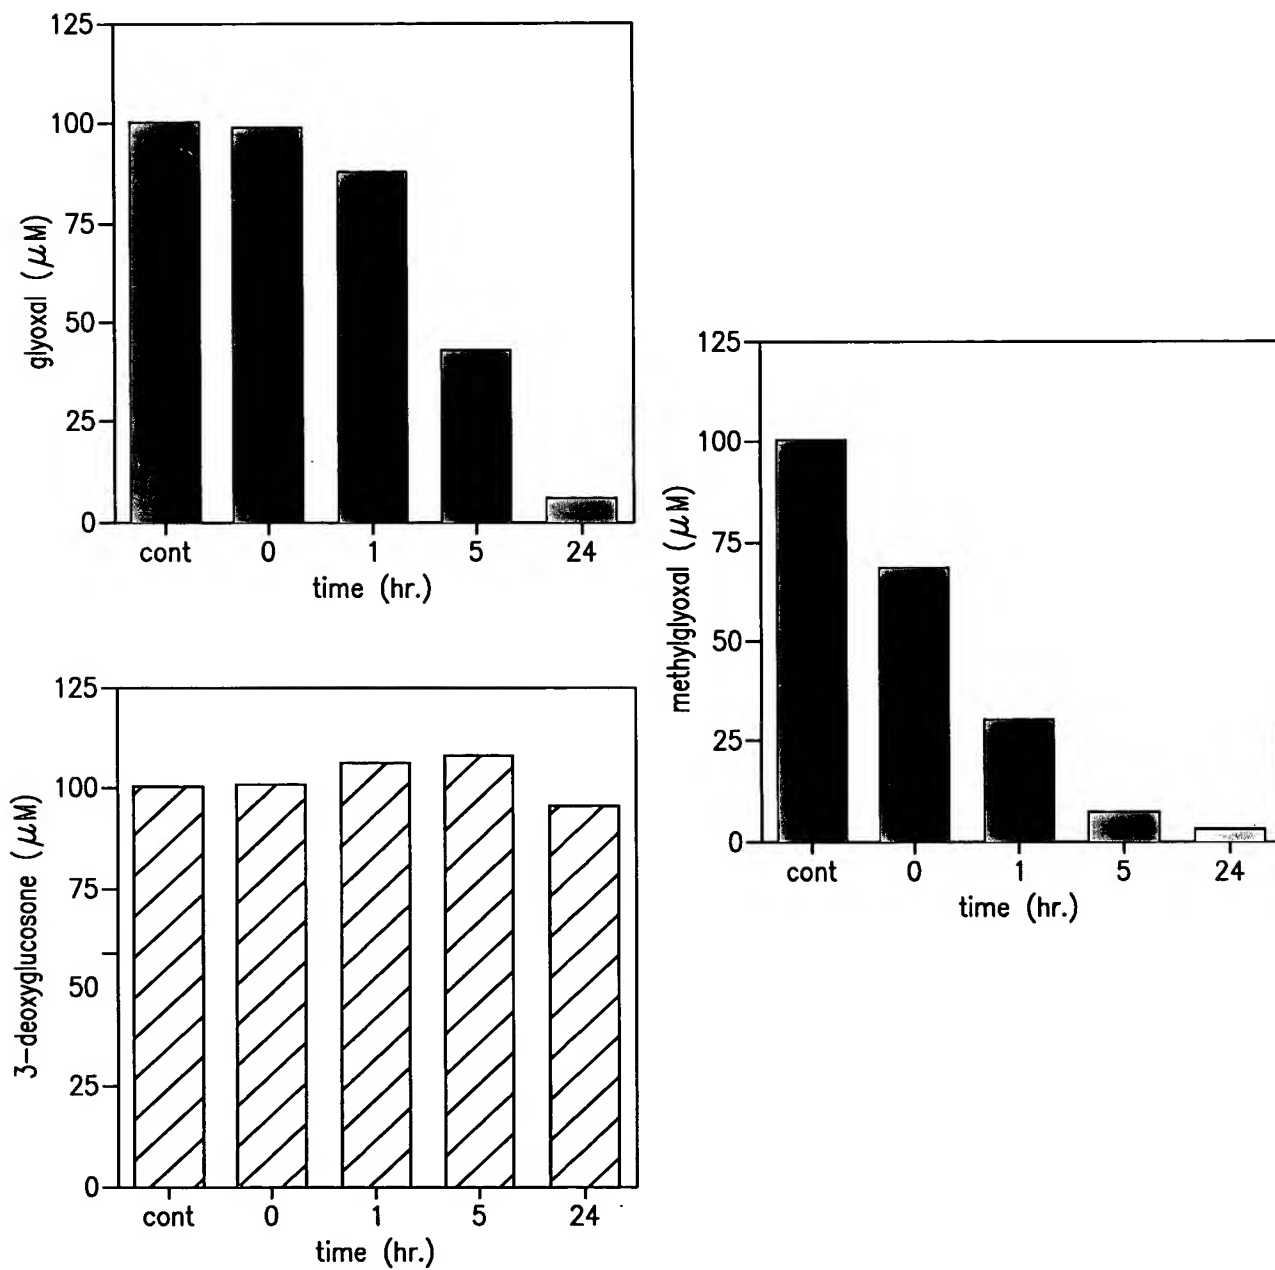 glyoxal (μM)
125
100
75
50
25
0
cont 0 1 5 24
time (hr.)
methylglyoxal (μM)
125
100
75
50
25
0
cont 0 1 5 24
time (hr.)
3-deoxyglucosone (μM)
125
100
75
50
25
0
cont 0 1 5 24
time (hr.)